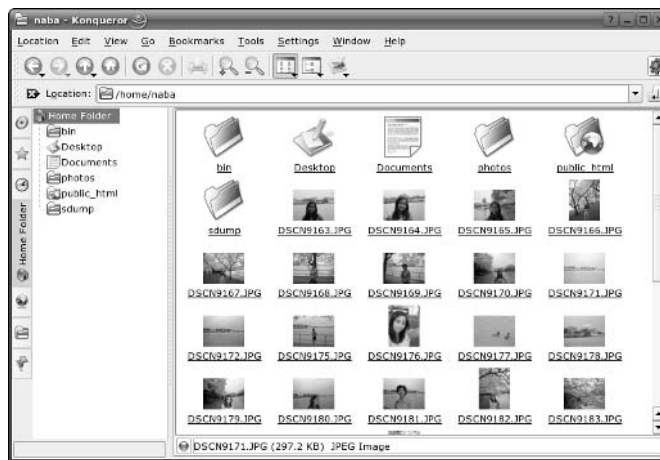 naba - Konqueror
Location Edit View Go Bookmarks Tools Settings Window Help
Location: /home/naba
Home Folder
bin
Desktop
Documents
photos
public_html
sdump
Home Folder
bin Desktop Documents photos public_html
sdump DSCN9163.JPG DSCN9164.JPG DSCN9165.JPG DSCN9166.JPG
DSCN9167.JPG DSCN9168.JPG DSCN9169.JPG DSCN9170.JPG DSCN9171.JPG
DSCN9172.JPG DSCN9175.JPG DSCN9176.JPG DSCN9177.JPG DSCN9178.JPG
DSCN9179.JPG DSCN9180.JPG DSCN9181.JPG DSCN9182.JPG DSCN9183.JPG
DSCN9171.JPG (297.2 KB) JPEG Image